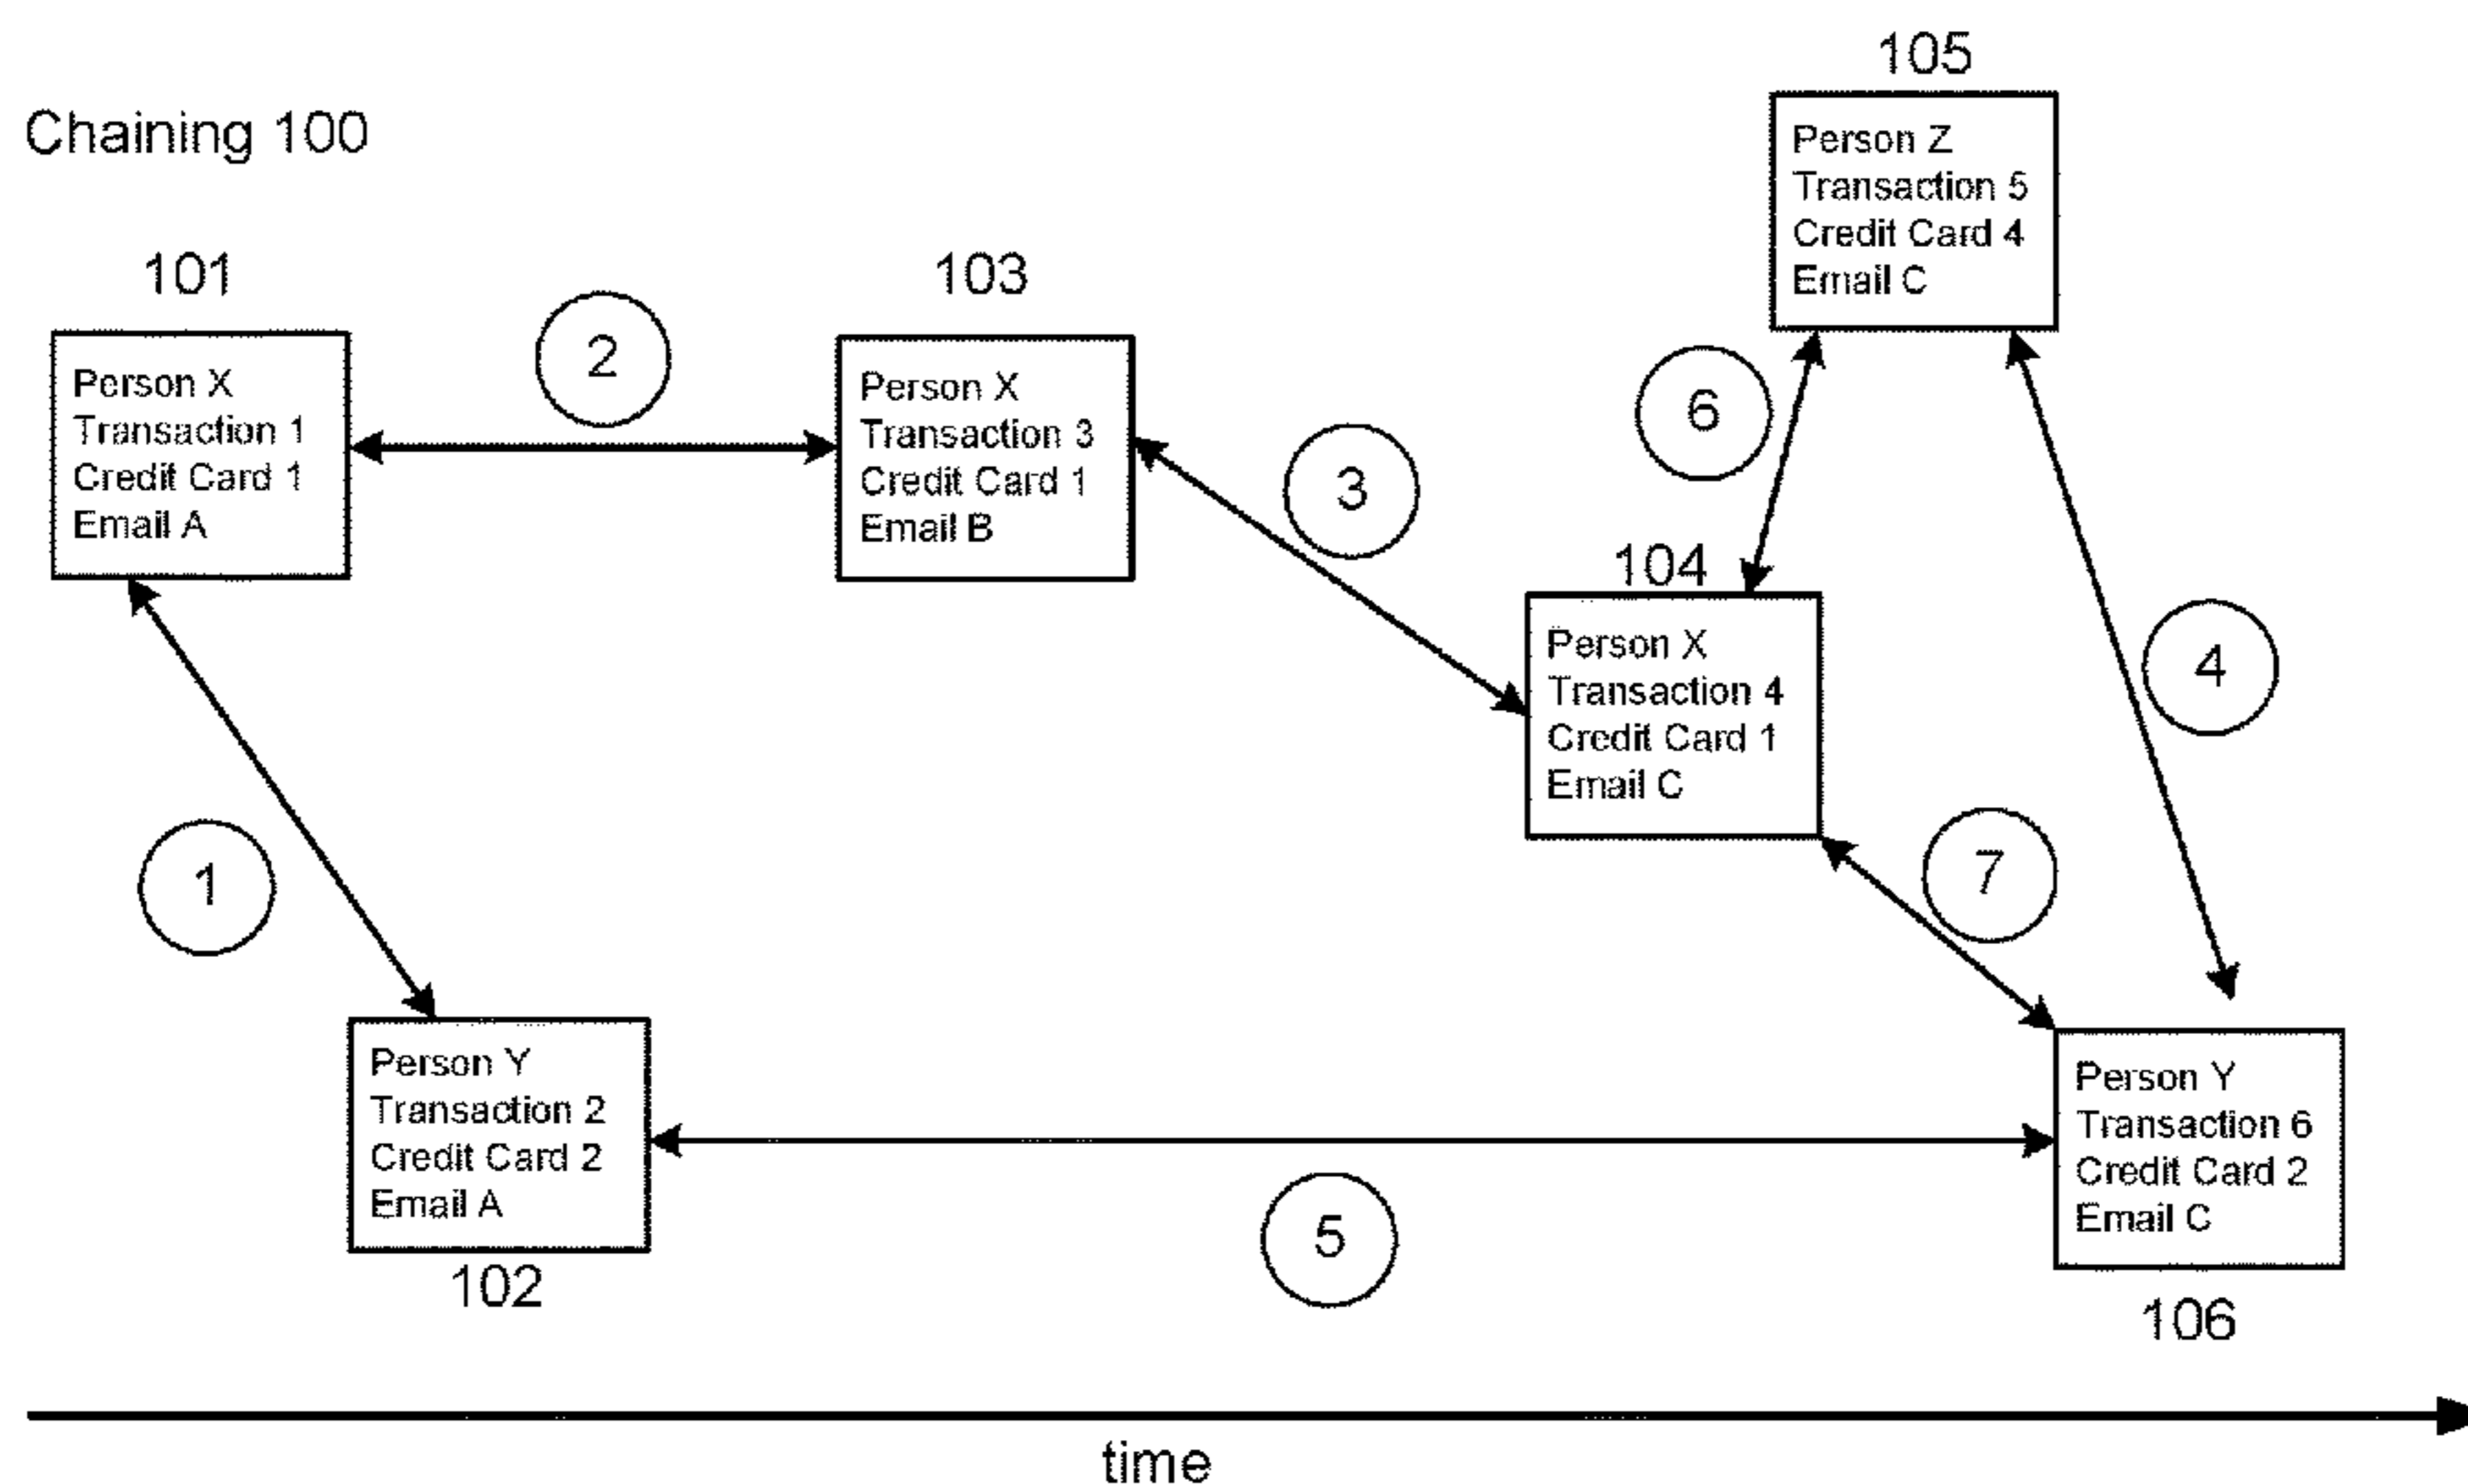 Chaining 100
101
Person X
Transaction 1
Credit Card 1
Email A
2
103
Person X
Transaction 3
Credit Card 1
Email B
3
105
Person Z
Transaction 5
Credit Card 4
Email C
6
104
Person X
Transaction 4
Credit Card 1
Email C
4
7
1
Person Y
Transaction 2
Credit Card 2
Email A
102
5
Person Y
Transaction 6
Credit Card 2
Email C
106
time